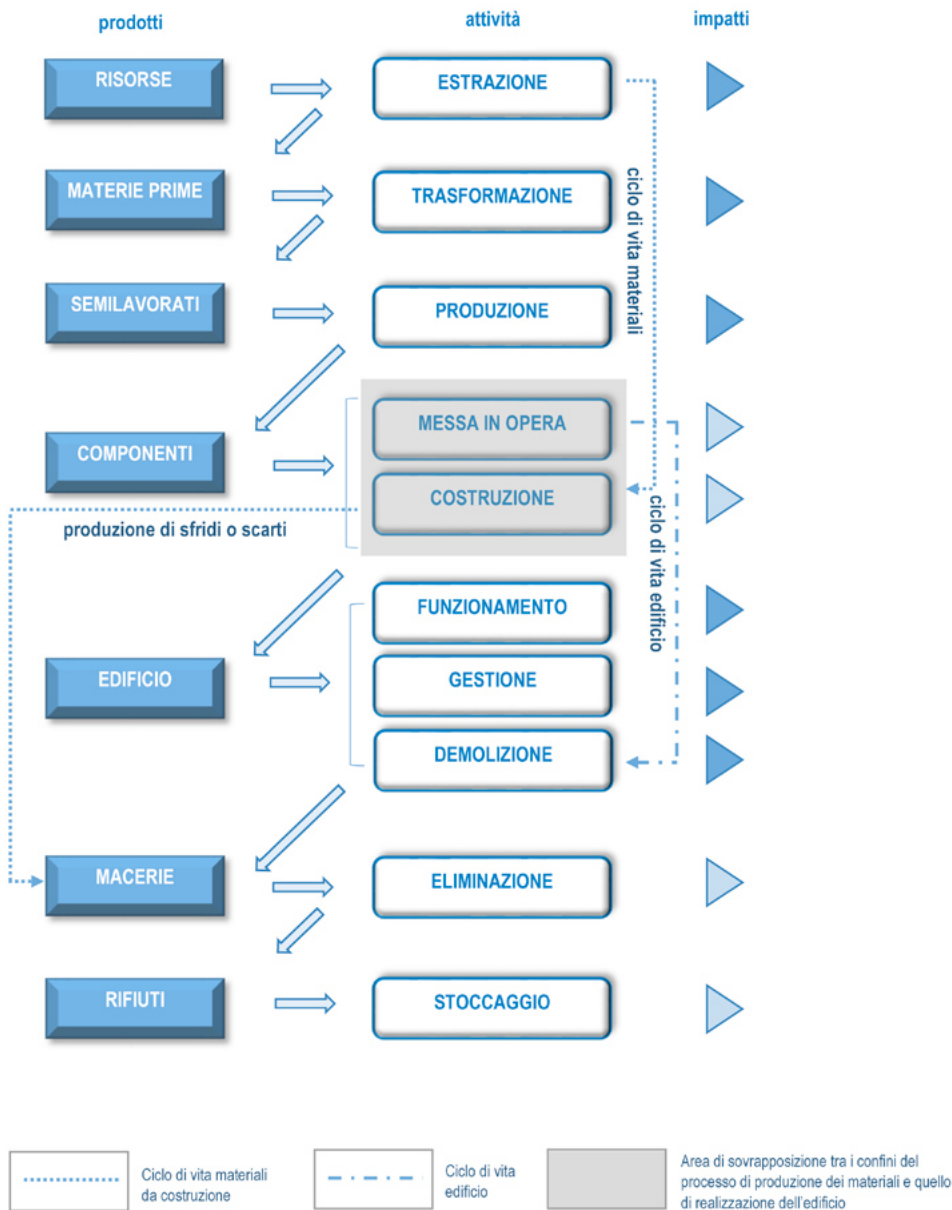 prodotti
attività
impatti
RISORSE
ESTRAZIONE
MATERIE PRIME
TRASFORMAZIONE
ciclo di vita materiali
SEMILAVORATI
PRODUZIONE
MESSA IN OPERA
COMPONENTI
COSTRUZIONE
produzione di sfridi o scarti
ciclo di vita edificio
FUNZIONAMENTO
EDIFICIO
GESTIONE
DEMOLIZIONE
MACERIE
ELIMINAZIONE
RIFIUTI
STOCCAGGIO
Ciclo di vita materiali
da costruzione
Ciclo di vita
edificio
Area di sovrapposizione tra i confini del
processo di produzione dei materiali e quello
di realizzazione dell'edificio